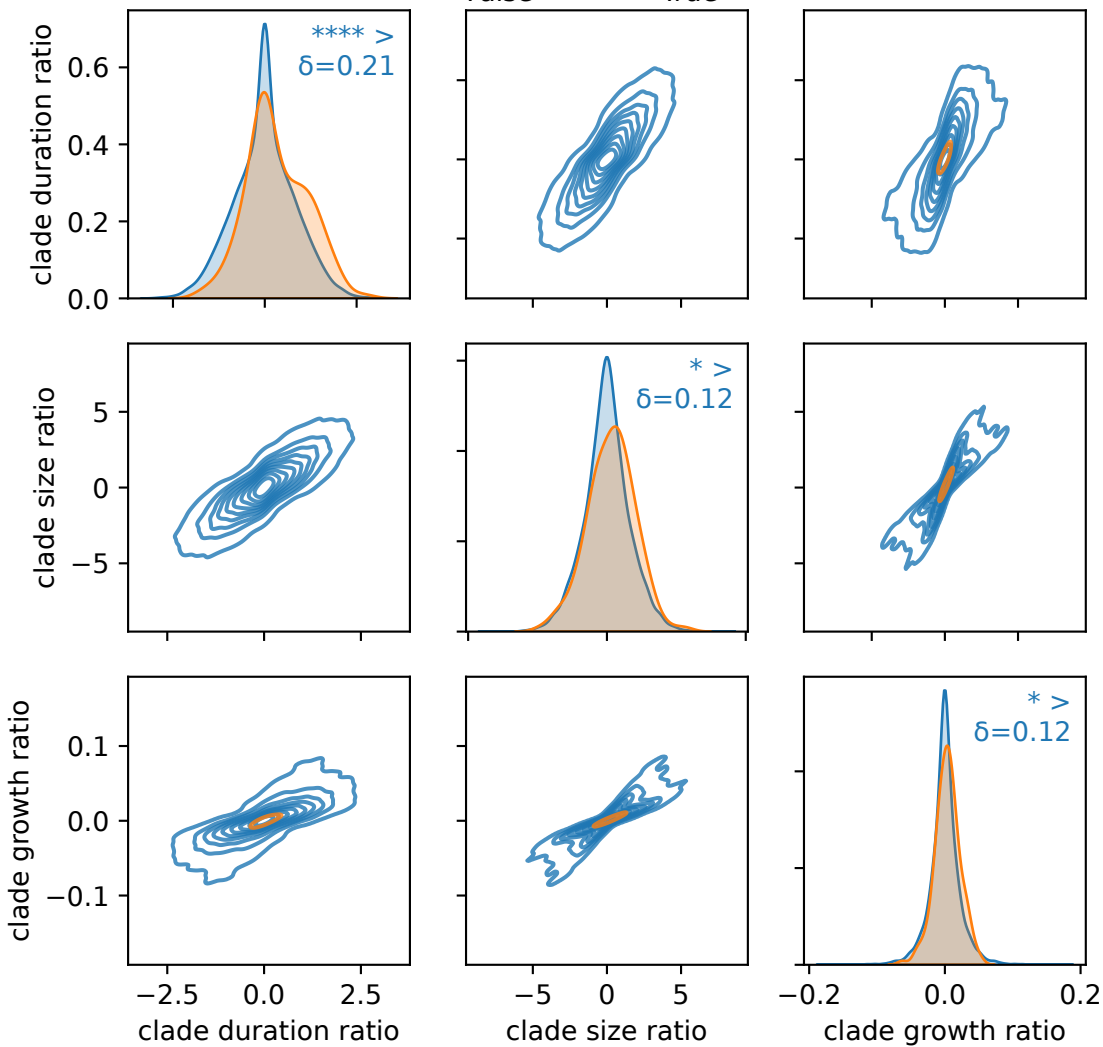 **** >
δ=0.21
clade duration ratio
0.6
0.4
0.2
0.0
* >
δ=0.12
clade size ratio
5
0
−5
* >
δ=0.12
clade growth ratio
0.1
0.0
−0.1
−2.5 0.0 2.5
−5 0 5
−0.2 0.0 0.2
clade duration ratio
clade size ratio
clade growth ratio